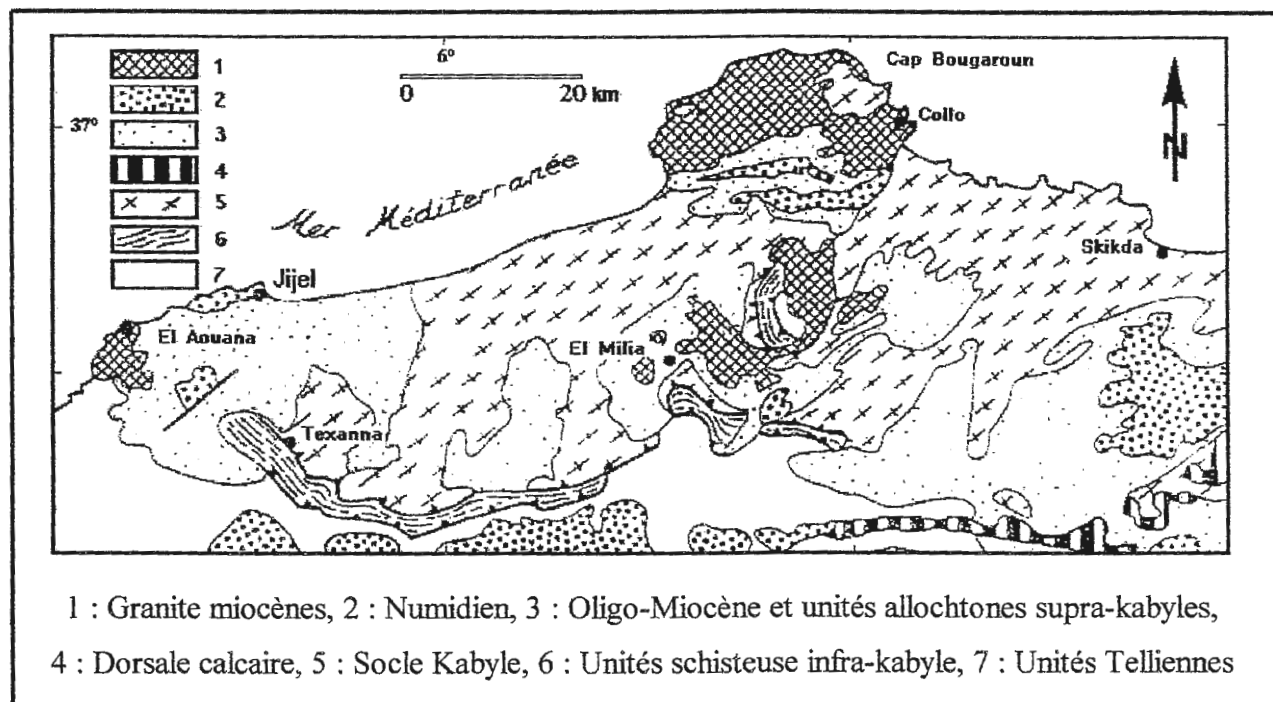 1
2
3
4
5
6
7
6º
0 20 km
37º
N
Cap Bougaroun
Collo
Mer Méditerranée
Skikda
Jijel
El Aouana
El Milia
Texanna
1 : Granite miocènes, 2 : Numidien, 3 : Oligo-Miocène et unités allochtones supra-kabyles,
4 : Dorsale calcaire, 5 : Socle Kabyle, 6 : Unités schisteuse infra-kabyle, 7 : Unités Telliennes